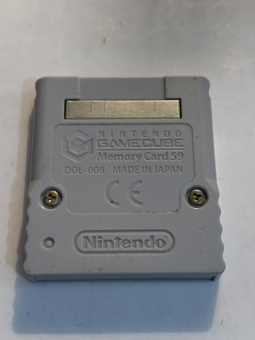 NINTENDO
GAMECUBE
Memory Card 59
DOL-008 MADE IN JAPAN
CE
Nintendo